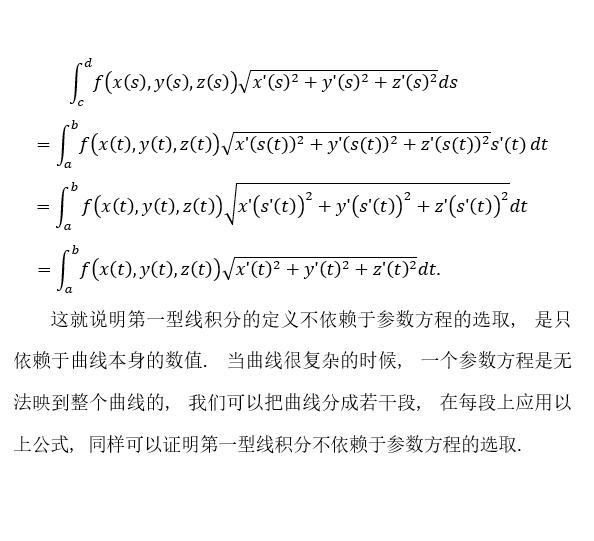 ∫_c^d f(x(s), y(s), z(s))√(x'(s)² + y'(s)² + z'(s)²)ds
= ∫_a^b f(x(t), y(t), z(t))√(x'(s(t))² + y'(s(t))² + z'(s(t))²)s'(t) dt
= ∫_a^b f(x(t), y(t), z(t))√(x'(s'(t))² + y'(s'(t))² + z'(s'(t))²)dt
= ∫_a^b f(x(t), y(t), z(t))√(x'(t)² + y'(t)² + z'(t)²)dt.
这就说明第一型线积分的定义不依赖于参数方程的选取, 是只
依赖于曲线本身的数值. 当曲线很复杂的时候, 一个参数方程是无
法映到整个曲线的, 我们可以把曲线分成若干段, 在每段上应用以
上公式, 同样可以证明第一型线积分不依赖于参数方程的选取.